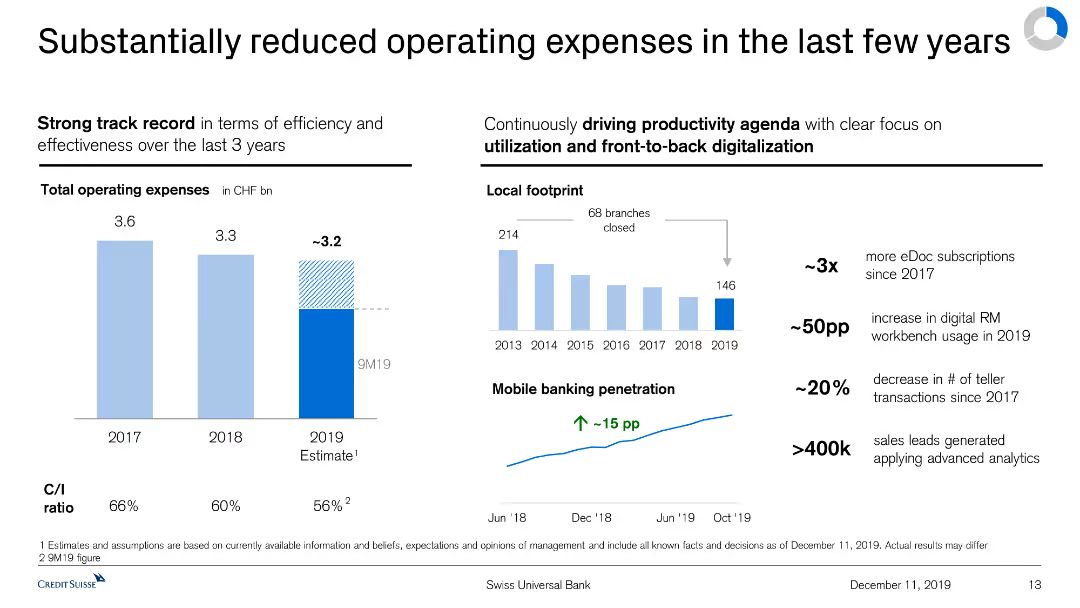 Substantially reduced operating expenses in the last few years
Strong track record in terms of efficiency and
effectiveness over the last 3 years
Total operating expenses in CHF bn
3.6
3.3
~3.2
9M19
2017
2018
2019
Estimate¹
C/I
ratio
66%
60%
56% ²
Continuously driving productivity agenda with clear focus on
utilization and front-to-back digitalization
Local footprint
68 branches
closed
214
146
2013 2014 2015 2016 2017 2018 2019
Mobile banking penetration
↑ ~15 pp
Jun '18 Dec '18 Jun '19 Oct '19
~3x
more eDoc subscriptions
since 2017
~50pp
increase in digital RM
workbench usage in 2019
~20%
decrease in # of teller
transactions since 2017
>400k
sales leads generated
applying advanced analytics
1 Estimates and assumptions are based on currently available information and beliefs, expectations and opinions of management and include all known facts and decisions as of December 11, 2019. Actual results may differ
2 9M19 figure
CREDIT SUISSE
Swiss Universal Bank
December 11, 2019
13